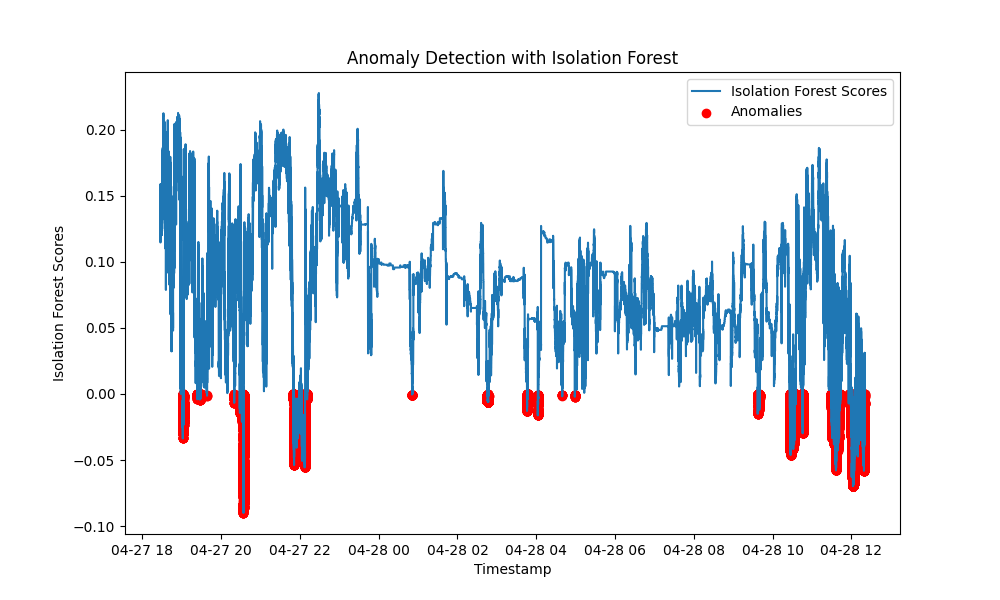 Anomaly Detection with Isolation Forest
Isolation Forest Scores
Anomalies
Isolation Forest Scores
0.20
0.15
0.10
0.05
0.00
−0.05
−0.10
04-27 18 04-27 20 04-27 22 04-28 00 04-28 02 04-28 04 04-28 06 04-28 08 04-28 10 04-28 12
Timestamp